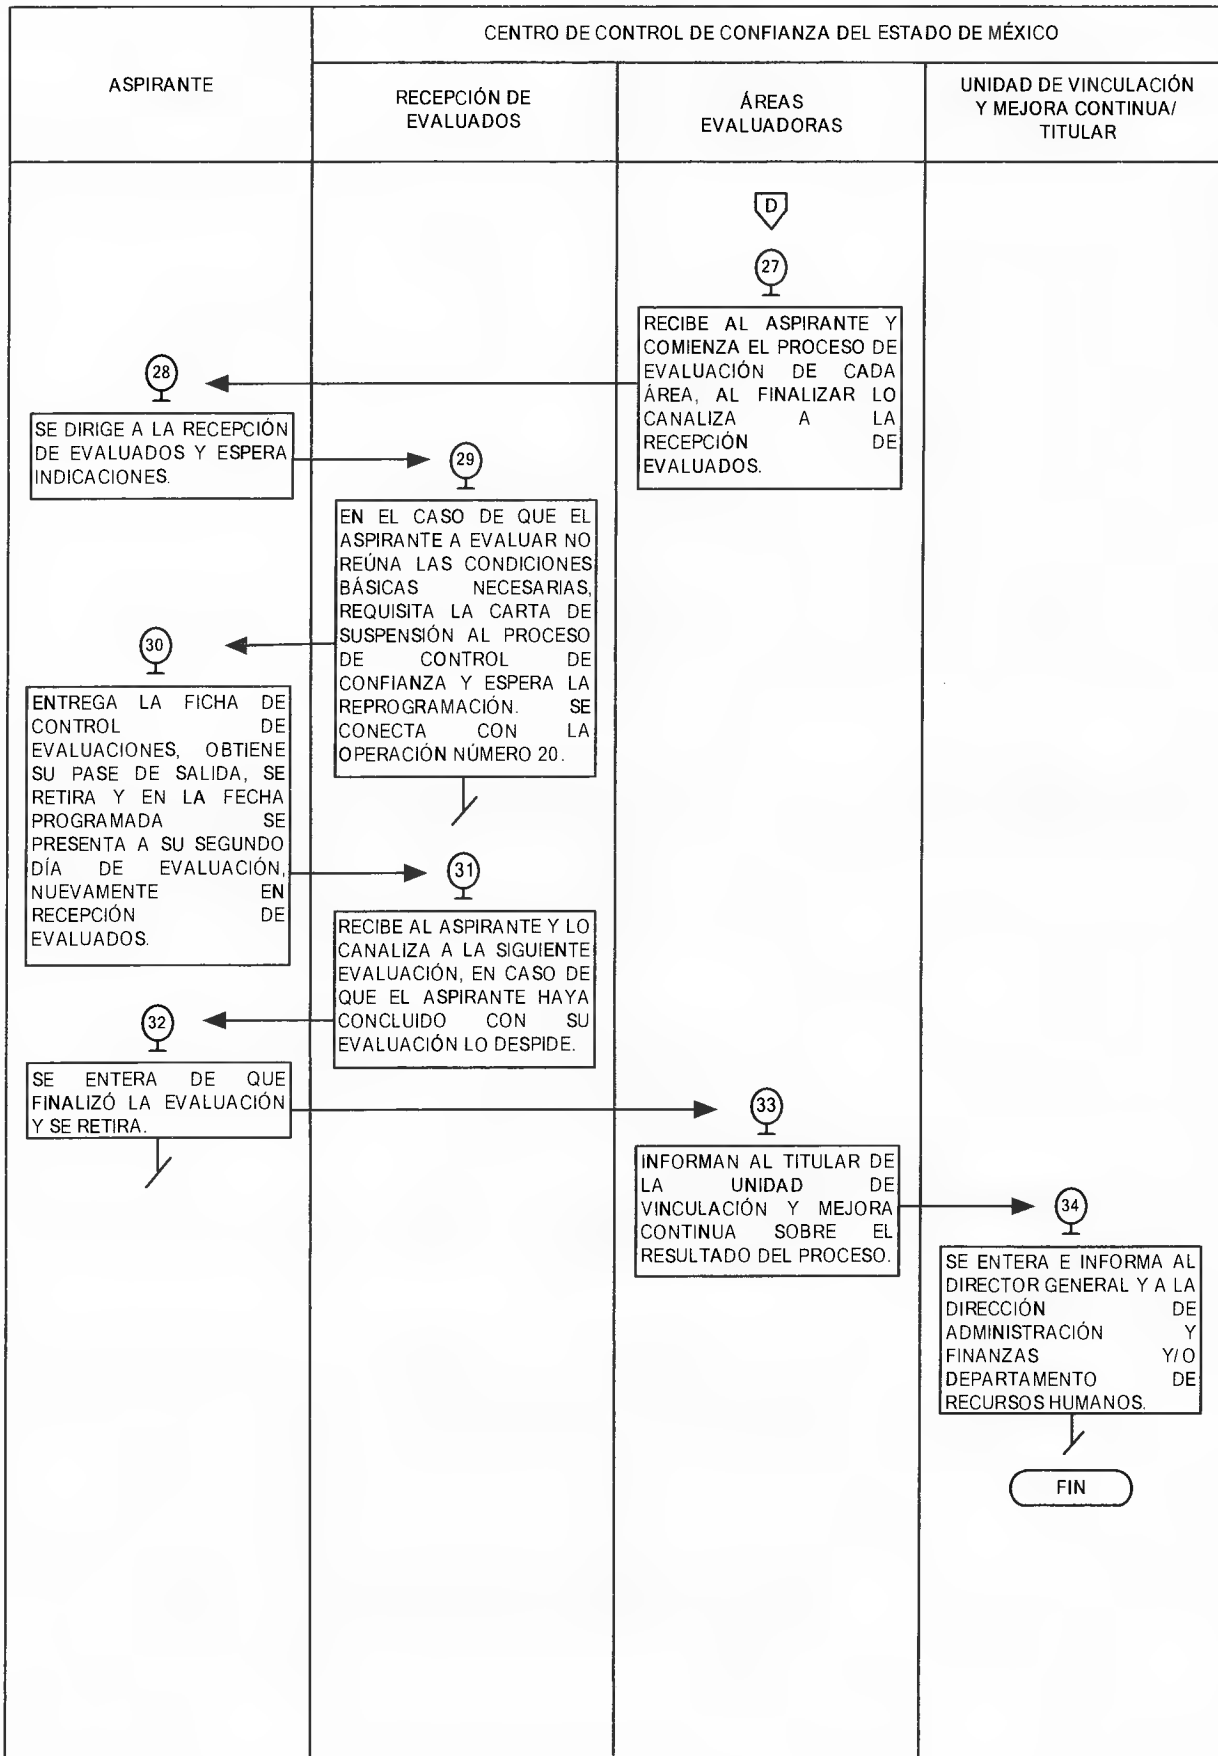 CENTRO DE CONTROL DE CONFIANZA DEL ESTADO DE MÉXICO
ASPIRANTE
RECEPCIÓN DE
EVALUADOS
ÁREAS
EVALUADORAS
UNIDAD DE VINCULACIÓN
Y MEJORA CONTINUA/
TITULAR
D
27
RECIBE AL ASPIRANTE Y
COMIENZA EL PROCESO DE
EVALUACIÓN DE CADA
ÁREA, AL FINALIZAR LO
CANALIZA A LA
RECEPCIÓN DE
EVALUADOS.
28
SE DIRIGE A LA RECEPCIÓN
DE EVALUADOS Y ESPERA
INDICACIONES.
29
EN EL CASO DE QUE EL
ASPIRANTE A EVALUAR NO
REÚNA LAS CONDICIONES
BÁSICAS NECESARIAS,
REQUISITA LA CARTA DE
SUSPENSIÓN AL PROCESO
DE CONTROL DE
CONFIANZA Y ESPERA LA
REPROGRAMACIÓN. SE
CONECTA CON LA
OPERACIÓN NÚMERO 20.
30
ENTREGA LA FICHA DE
CONTROL DE
EVALUACIONES, OBTIENE
SU PASE DE SALIDA, SE
RETIRA Y EN LA FECHA
PROGRAMADA SE
PRESENTA A SU SEGUNDO
DÍA DE EVALUACIÓN,
NUEVAMENTE EN
RECEPCIÓN DE
EVALUADOS.
31
RECIBE AL ASPIRANTE Y LO
CANALIZA A LA SIGUIENTE
EVALUACIÓN, EN CASO DE
QUE EL ASPIRANTE HAYA
CONCLUIDO CON SU
EVALUACIÓN LO DESPIDE.
32
SE ENTERA DE QUE
FINALIZÓ LA EVALUACIÓN
Y SE RETIRA.
33
INFORMAN AL TITULAR DE
LA UNIDAD DE
VINCULACIÓN Y MEJORA
CONTINUA SOBRE EL
RESULTADO DEL PROCESO.
34
SE ENTERA E INFORMA AL
DIRECTOR GENERAL Y A LA
DIRECCIÓN DE
ADMINISTRACIÓN Y
FINANZAS Y/O
DEPARTAMENTO DE
RECURSOS HUMANOS.
FIN